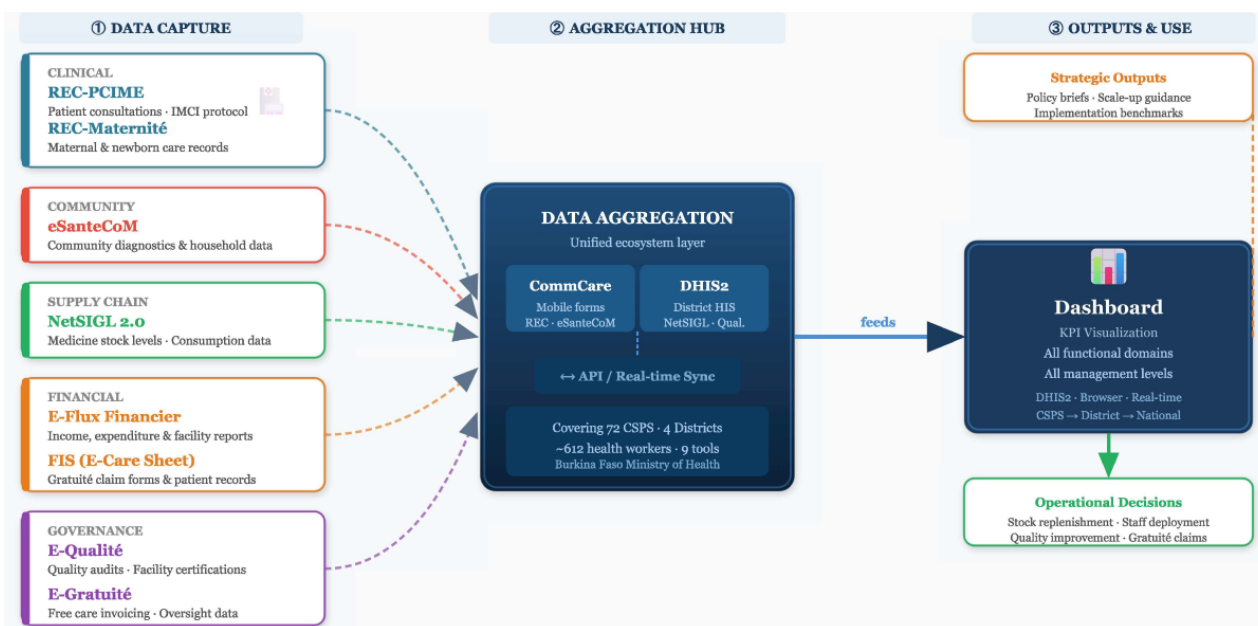 ① DATA CAPTURE
CLINICAL
REC-PCIME
Patient consultations · IMCI protocol
REC-Maternité
Maternal & newborn care records
COMMUNITY
eSanteCoM
Community diagnostics & household data
SUPPLY CHAIN
NetSIGL 2.0
Medicine stock levels · Consumption data
FINANCIAL
E-Flux Financier
Income, expenditure & facility reports
FIS (E-Care Sheet)
Gratuité claim forms & patient records
GOVERNANCE
E-Qualité
Quality audits · Facility certifications
E-Gratuité
Free care invoicing · Oversight data
② AGGREGATION HUB
DATA AGGREGATION
Unified ecosystem layer
CommCare
Mobile forms
REC · eSanteCoM
DHIS2
District HIS
NetSIGL · Qual.
↔ API / Real-time Sync
Covering 72 CSPS · 4 Districts
~612 health workers · 9 tools
Burkina Faso Ministry of Health
feeds
③ OUTPUTS & USE
Strategic Outputs
Policy briefs · Scale-up guidance
Implementation benchmarks
Dashboard
KPI Visualization
All functional domains
All management levels
DHIS2 · Browser · Real-time
CSPS → District → National
Operational Decisions
Stock replenishment · Staff deployment
Quality improvement · Gratuité claims